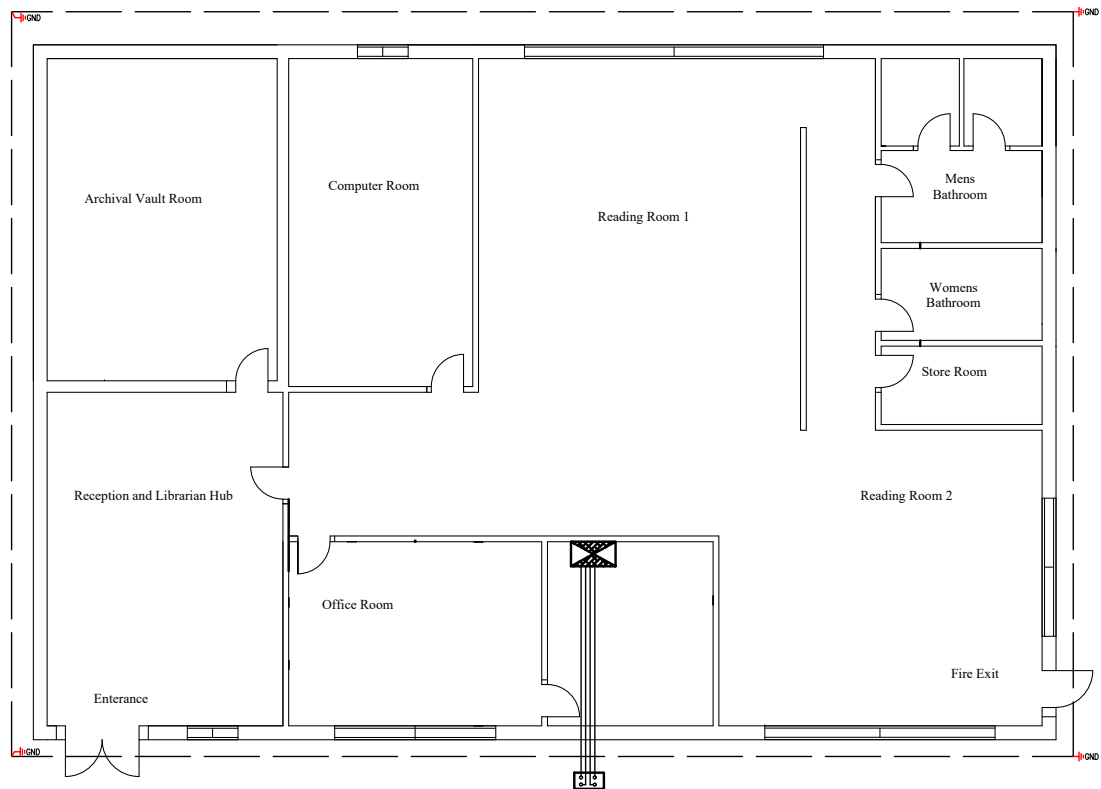 GND
GND
Mens
Bathroom
Computer Room
Archival Vault Room
Reading Room 1
Womens
Bathroom
Store Room
Reception and Librarian Hub
Reading Room 2
Office Room
Fire Exit
Enterance
GND
GND